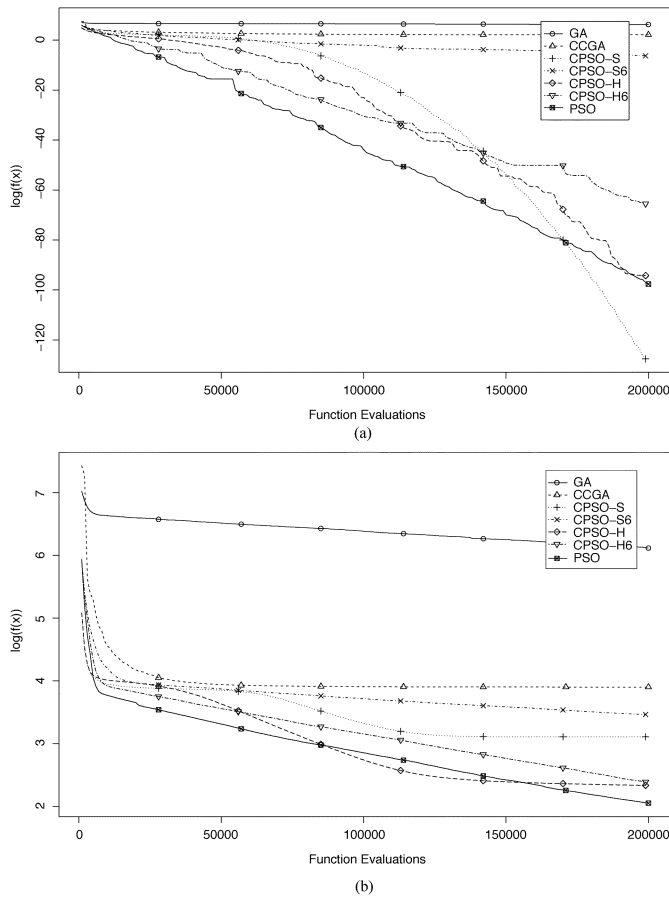 0
−20
−40
−60
−80
−100
−120
log(f(x))
GA
CCGA
CPSO−S
CPSO−S6
CPSO−H
CPSO−H6
PSO
0
50000
100000
150000
200000
Function Evaluations
(a)
7
6
5
4
3
2
log(f(x))
GA
CCGA
CPSO−S
CPSO−S6
CPSO−H
CPSO−H6
PSO
0
50000
100000
150000
200000
Function Evaluations
(b)